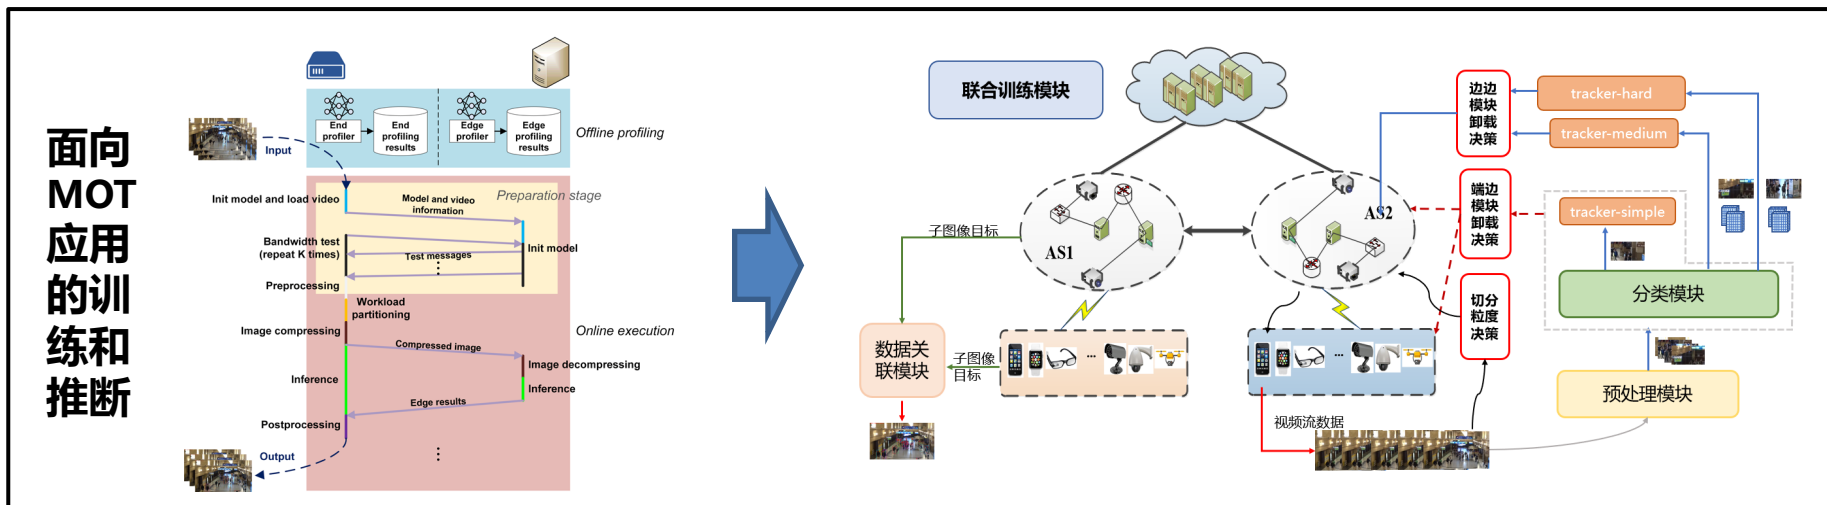 面向
MOT
应用
的训
练和
推断
End
profiler
End
profiling
results
Edge
profiler
Edge
profiling
results
Offline profiling
Input
Preparation stage
Init model and load video
Model and video
information
Bandwidth test
(repeat K times)
Init model
Test messages
Preprocessing
Workload
partitioning
Image compressing
Online execution
Compressed image
Image decompressing
Inference
Inference
Edge results
Postprocessing
Output
联合训练模块
AS1
AS2
子图像目标
数据关
联模块
子图像
目标
...
...
视频流数据
边边
模块
卸载
决策
端边
模块
卸载
决策
切分
粒度
决策
tracker-hard
tracker-medium
tracker-simple
分类模块
预处理模块